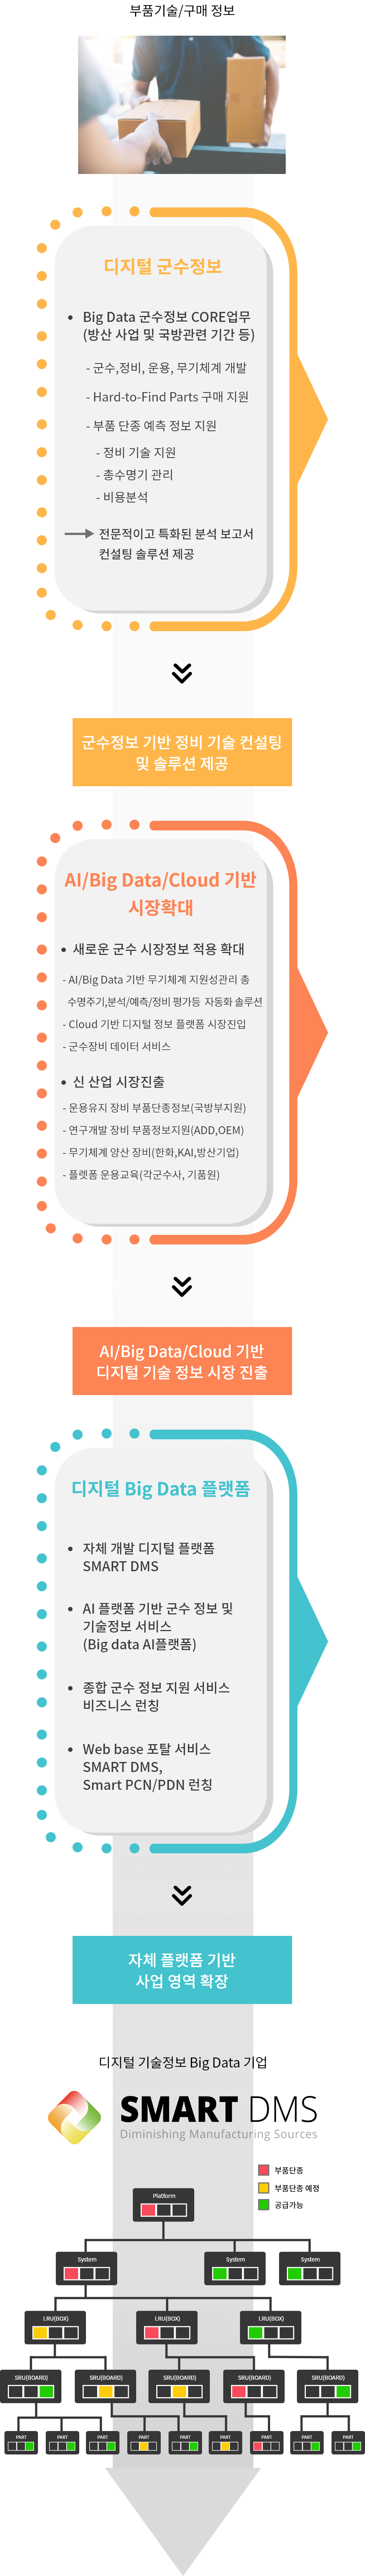 부품기술/구매 정보
디지털 군수정보
• Big Data 군수정보 CORE업무
(방산 사업 및 국방관련 기간 등)
- 군수,정비, 운용, 무기체계 개발
- Hard-to-Find Parts 구매 지원
- 부품 단종 예측 정보 지원
- 정비 기술 지원
- 총수명기 관리
- 비용분석
전문적이고 특화된 분석 보고서
컨설팅 솔루션 제공
군수정보 기반 정비 기술 컨설팅
및 솔루션 제공
AI/Big Data/Cloud 기반
시장확대
• 새로운 군수 시장정보 적용 확대
- AI/Big Data 기반 무기체계 지원성관리 총
수명주기,분석/예측/정비 평가등 자동화 솔루션
- Cloud 기반 디지털 정보 플랫폼 시장진입
- 군수장비 데이터 서비스
• 신 산업 시장진출
- 운용유지 장비 부품단종정보(국방부지원)
- 연구개발 장비 부품정보지원(ADD,OEM)
- 무기체계 양산 장비(한화,KAI,방산기업)
- 플렛폼 운용교육(각군수사, 기품원)
AI/Big Data/Cloud 기반
디지털 기술 정보 시장 진출
디지털 Big Data 플랫폼
• 자체 개발 디지털 플랫폼
SMART DMS
• AI 플랫폼 기반 군수 정보 및
기술정보 서비스
(Big data AI플랫폼)
• 종합 군수 정보 지원 서비스
비즈니스 런칭
• Web base 포탈 서비스
SMART DMS,
Smart PCN/PDN 런칭
자체 플랫폼 기반
사업 영역 확장
디지털 기술정보 Big Data 기업
SMART DMS
Diminishing Manufacturing Sources
부품단종
부품단종 예정
공급가능
Platform
System System System
LRU(BOX) LRU(BOX) LRU(BOX)
SRU(BOARD) SRU(BOARD) SRU(BOARD) SRU(BOARD) SRU(BOARD)
PART PART PART PART PART PART PART PART PART